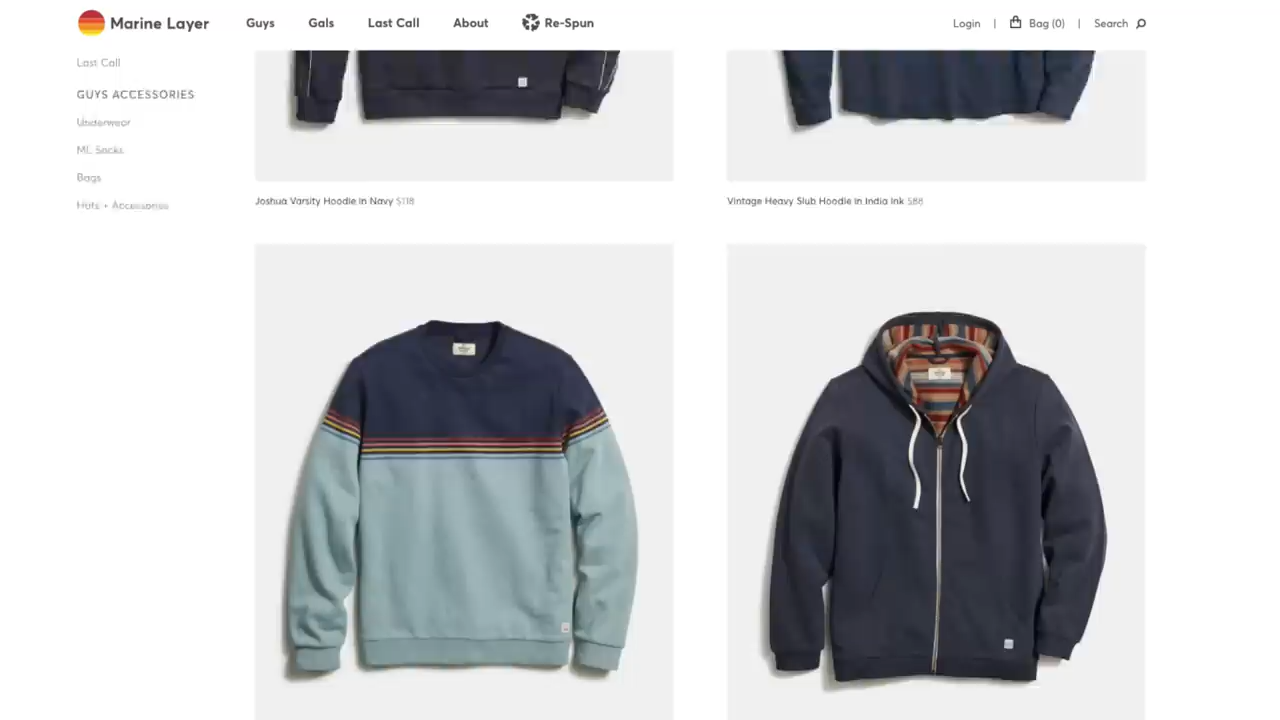 Marine Layer Guys Gals Last Call About Re-Spun Login | Bag (0) | Search
Last Call
GUYS ACCESSORIES
Underwear
ML Socks
Bags
Hats + Accessories
Joshua Varsity Hoodie in Navy $118
Vintage Heavy Slub Hoodie in India Ink $88